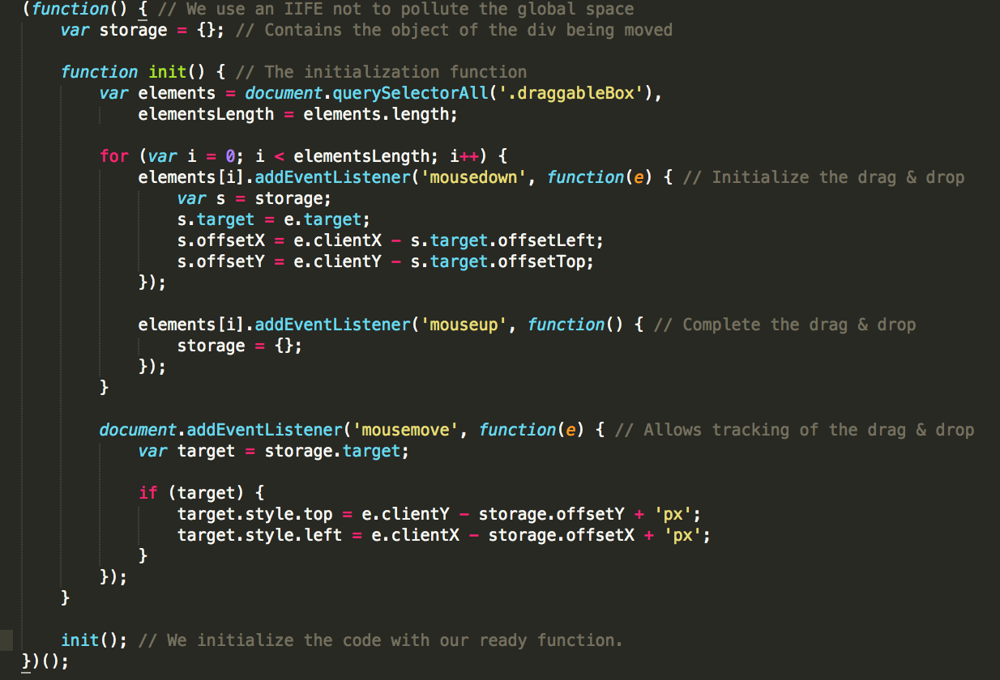 (function() { // We use an IIFE not to pollute the global space
    var storage = {}; // Contains the object of the div being moved

    function init() { // The initialization function
        var elements = document.querySelectorAll('.draggableBox'),
            elementsLength = elements.length;

        for (var i = 0; i < elementsLength; i++) {
            elements[i].addEventListener('mousedown', function(e) { // Initialize the drag & drop
                var s = storage;
                s.target = e.target;
                s.offsetX = e.clientX - s.target.offsetLeft;
                s.offsetY = e.clientY - s.target.offsetTop;
            });

            elements[i].addEventListener('mouseup', function() { // Complete the drag & drop
                storage = {};
            });
        }

        document.addEventListener('mousemove', function(e) { // Allows tracking of the drag & drop
            var target = storage.target;

            if (target) {
                target.style.top = e.clientY - storage.offsetY + 'px';
                target.style.left = e.clientX - storage.offsetX + 'px';
            }
        });
    }

    init(); // We initialize the code with our ready function.
})();